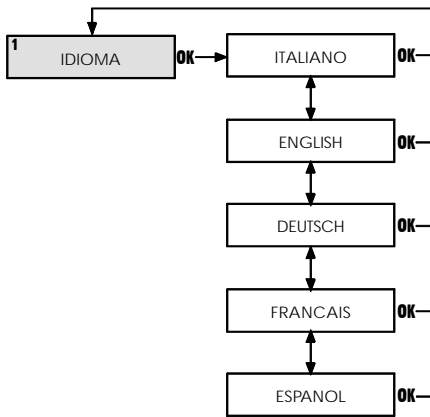 1
IDIOMA OK ITALIANO OK
ENGLISH OK
DEUTSCH OK
FRANCAIS OK
ESPANOL OK